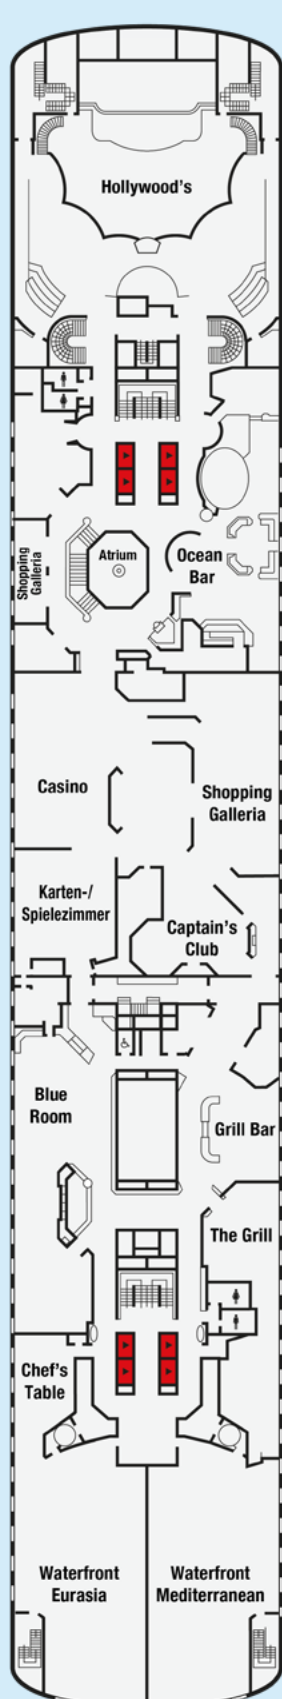 Hollywood's
Shopping
Galleria
Atrium
Ocean
Bar
Casino
Shopping
Galleria
Karten-/
Spielezimmer
Captain's
Club
Blue
Room
Grill Bar
The Grill
Chef's
Table
Waterfront
Eurasia
Waterfront
Mediterranean